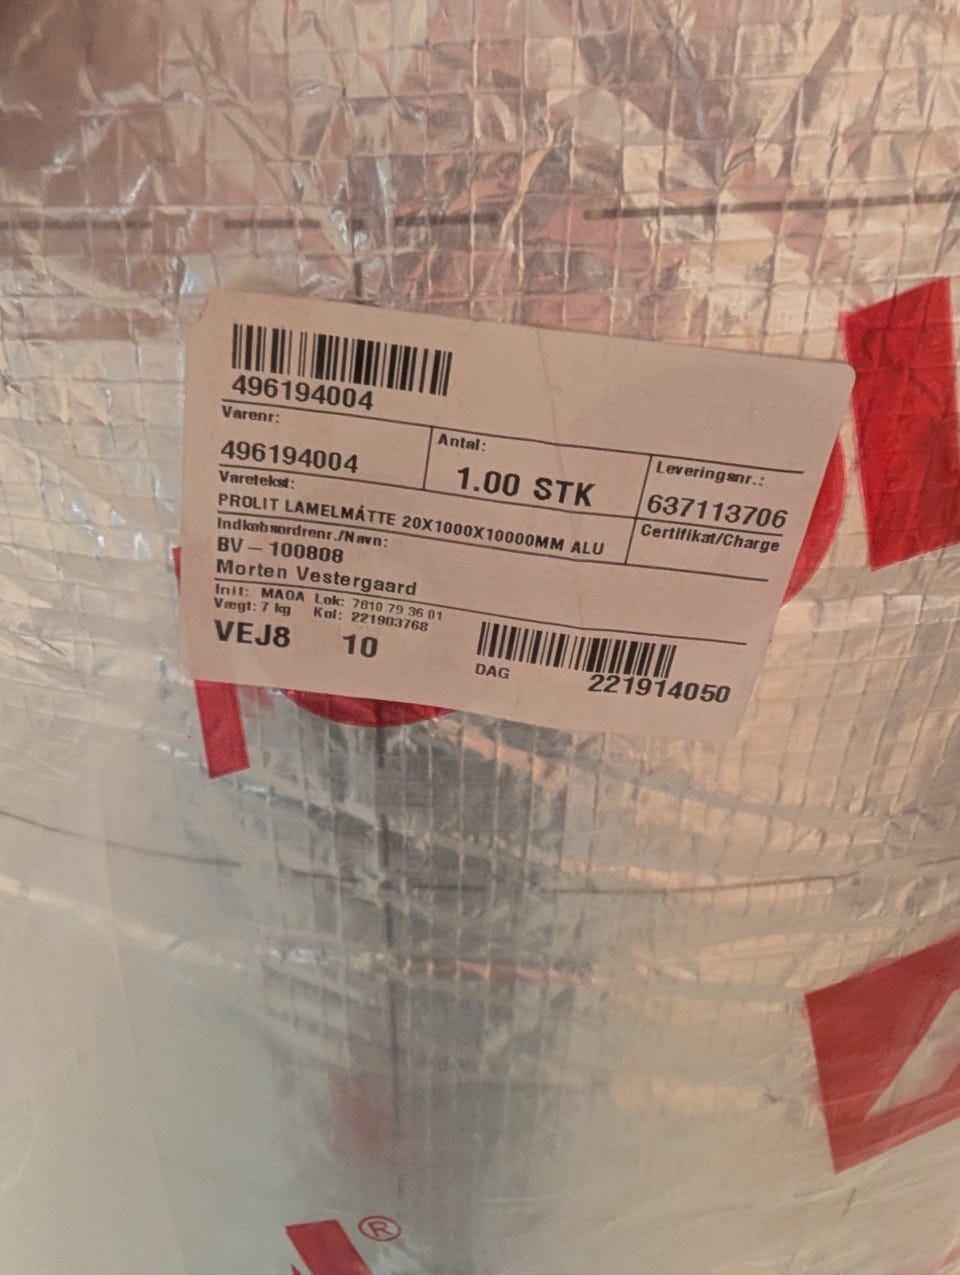 496194004
Varenr:
496194004
Antal:
1.00 STK
Leveringsnr.:
637113706
Varetekst:
PROLIT LAMELMÅTTE 20X1000X10000MM ALU
Certifikat/Charge
Indkøbsordrenr./Navn:
BV – 100808
Morten Vestergaard
Init: MAOA Lok: 7810 79 36 01
Vægt: 7 kg Kol: 221903768
VEJ8 10
DAG 221914050
®